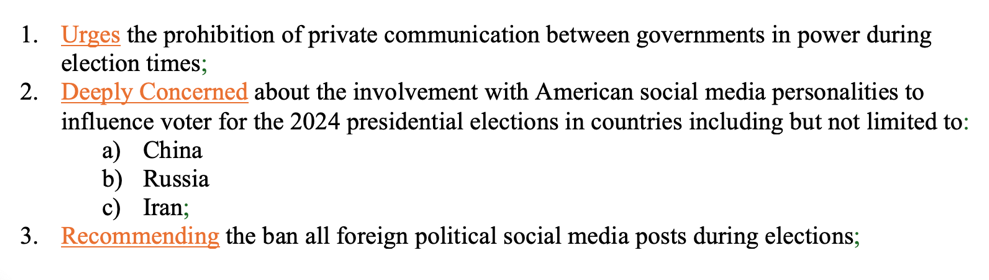 1. Urges the prohibition of private communication between governments in power during
election times;
2. Deeply Concerned about the involvement with American social media personalities to
influence voter for the 2024 presidential elections in countries including but not limited to:
a) China
b) Russia
c) Iran;
3. Recommending the ban all foreign political social media posts during elections;